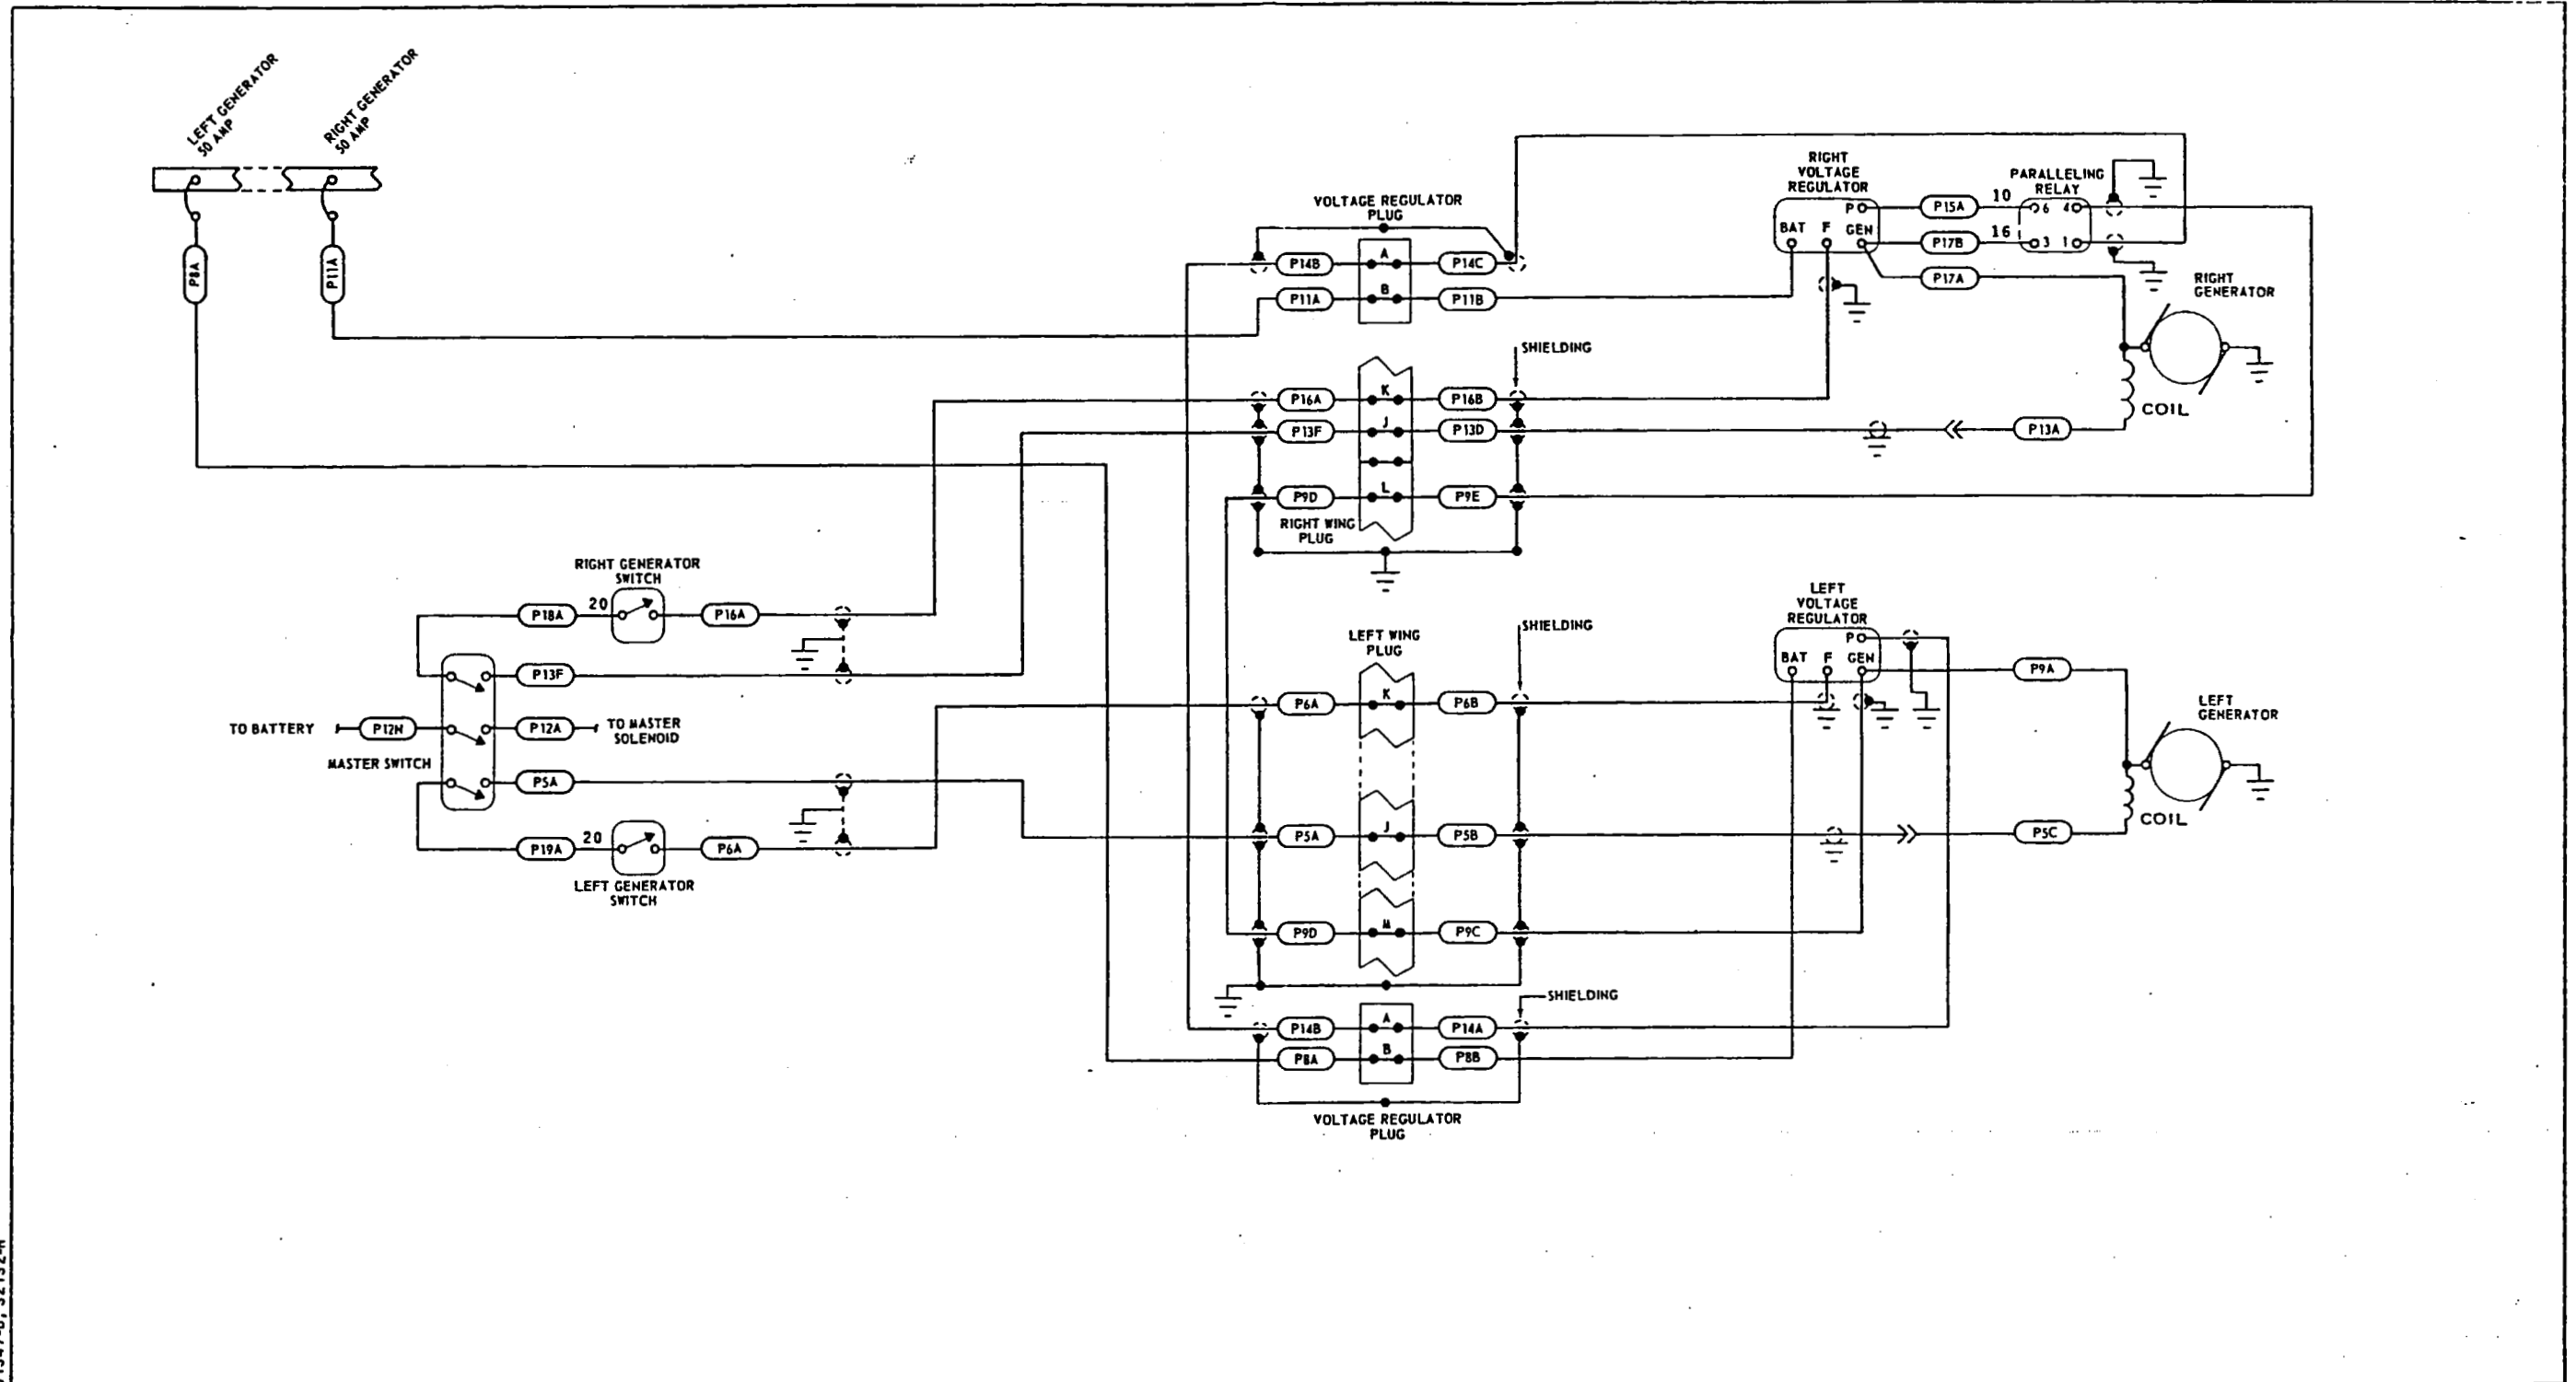 LEFT GENERATOR
50 AMP
RIGHT GENERATOR
50 AMP
P8A
P11A
VOLTAGE REGULATOR
PLUG
P14B
A
P14C
P11A
B
P11B
RIGHT
VOLTAGE
REGULATOR
P
BAT
F
GEN
P15A
10
P17B
16
P17A
PARALLELING
RELAY
6
4
3
1
RIGHT
GENERATOR
COIL
SHIELDING
P16A
K
P16B
P13F
J
P13D
P13A
P9D
L
P9E
RIGHT WING
PLUG
RIGHT GENERATOR
SWITCH
P18A
20
P16A
P13F
TO BATTERY
P12N
P12A
TO MASTER
SOLENOID
MASTER SWITCH
P5A
P19A
20
P6A
LEFT GENERATOR
SWITCH
LEFT WING
PLUG
SHIELDING
P6A
K
P6B
P5A
J
P5B
P9D
M
P9C
LEFT
VOLTAGE
REGULATOR
P
BAT
F
GEN
P9A
LEFT
GENERATOR
COIL
P5C
SHIELDING
P14B
A
P14A
P8A
B
P8B
VOLTAGE REGULATOR
PLUG